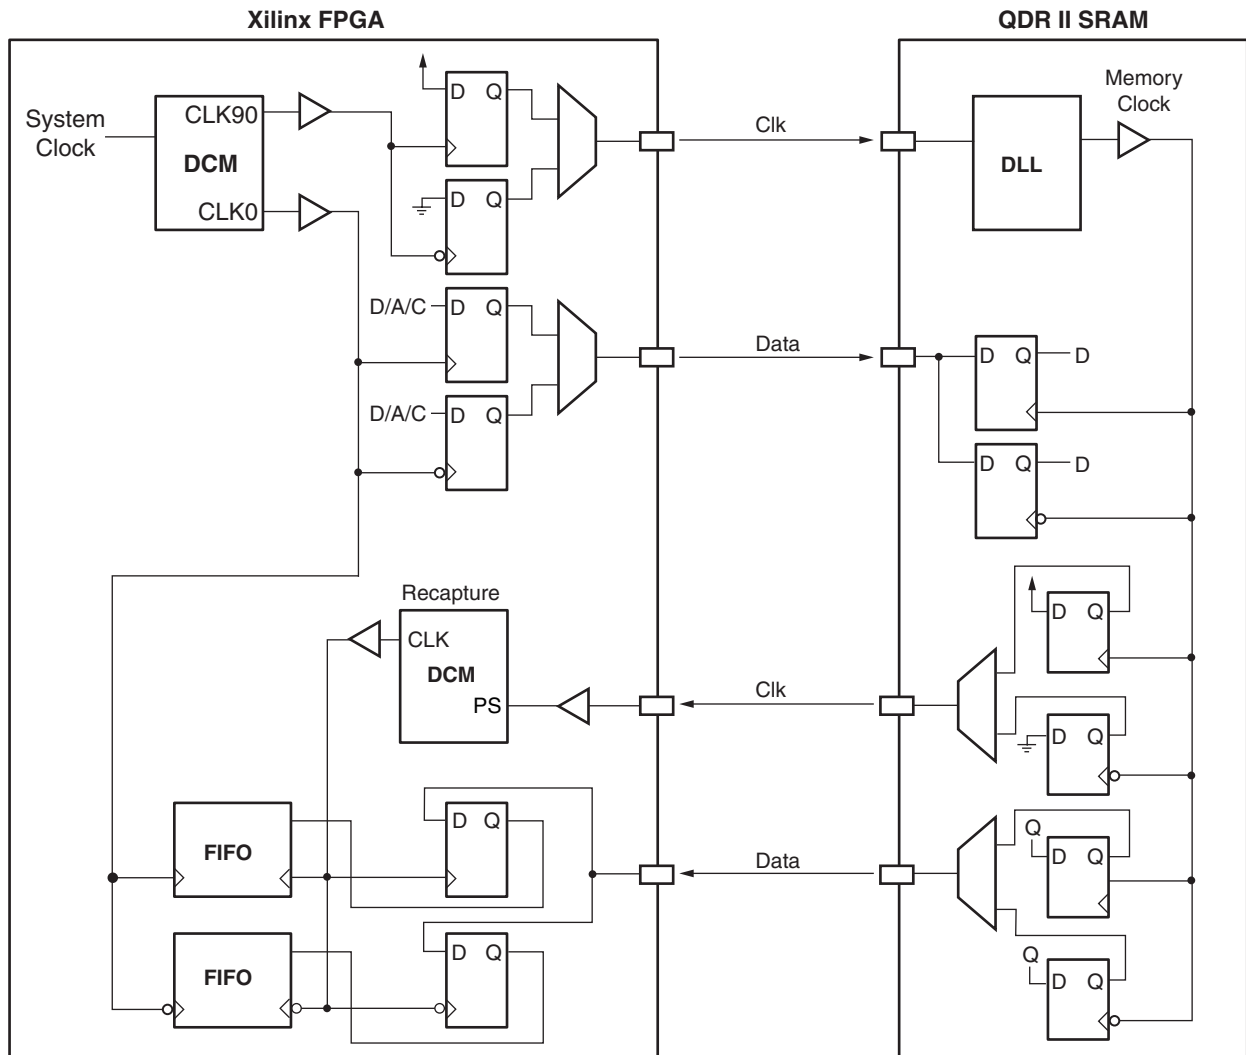 Xilinx FPGA
QDR II SRAM
System
Clock
CLK90
DCM
CLK0
D Q
D Q
Clk
DLL
Memory
Clock
D/A/C
D Q
D/A/C
D Q
Data
D Q D
D Q D
Recapture
CLK
DCM
PS
Clk
D Q
D Q
FIFO
D Q
FIFO
D Q
Data
Q
D Q
Q
D Q